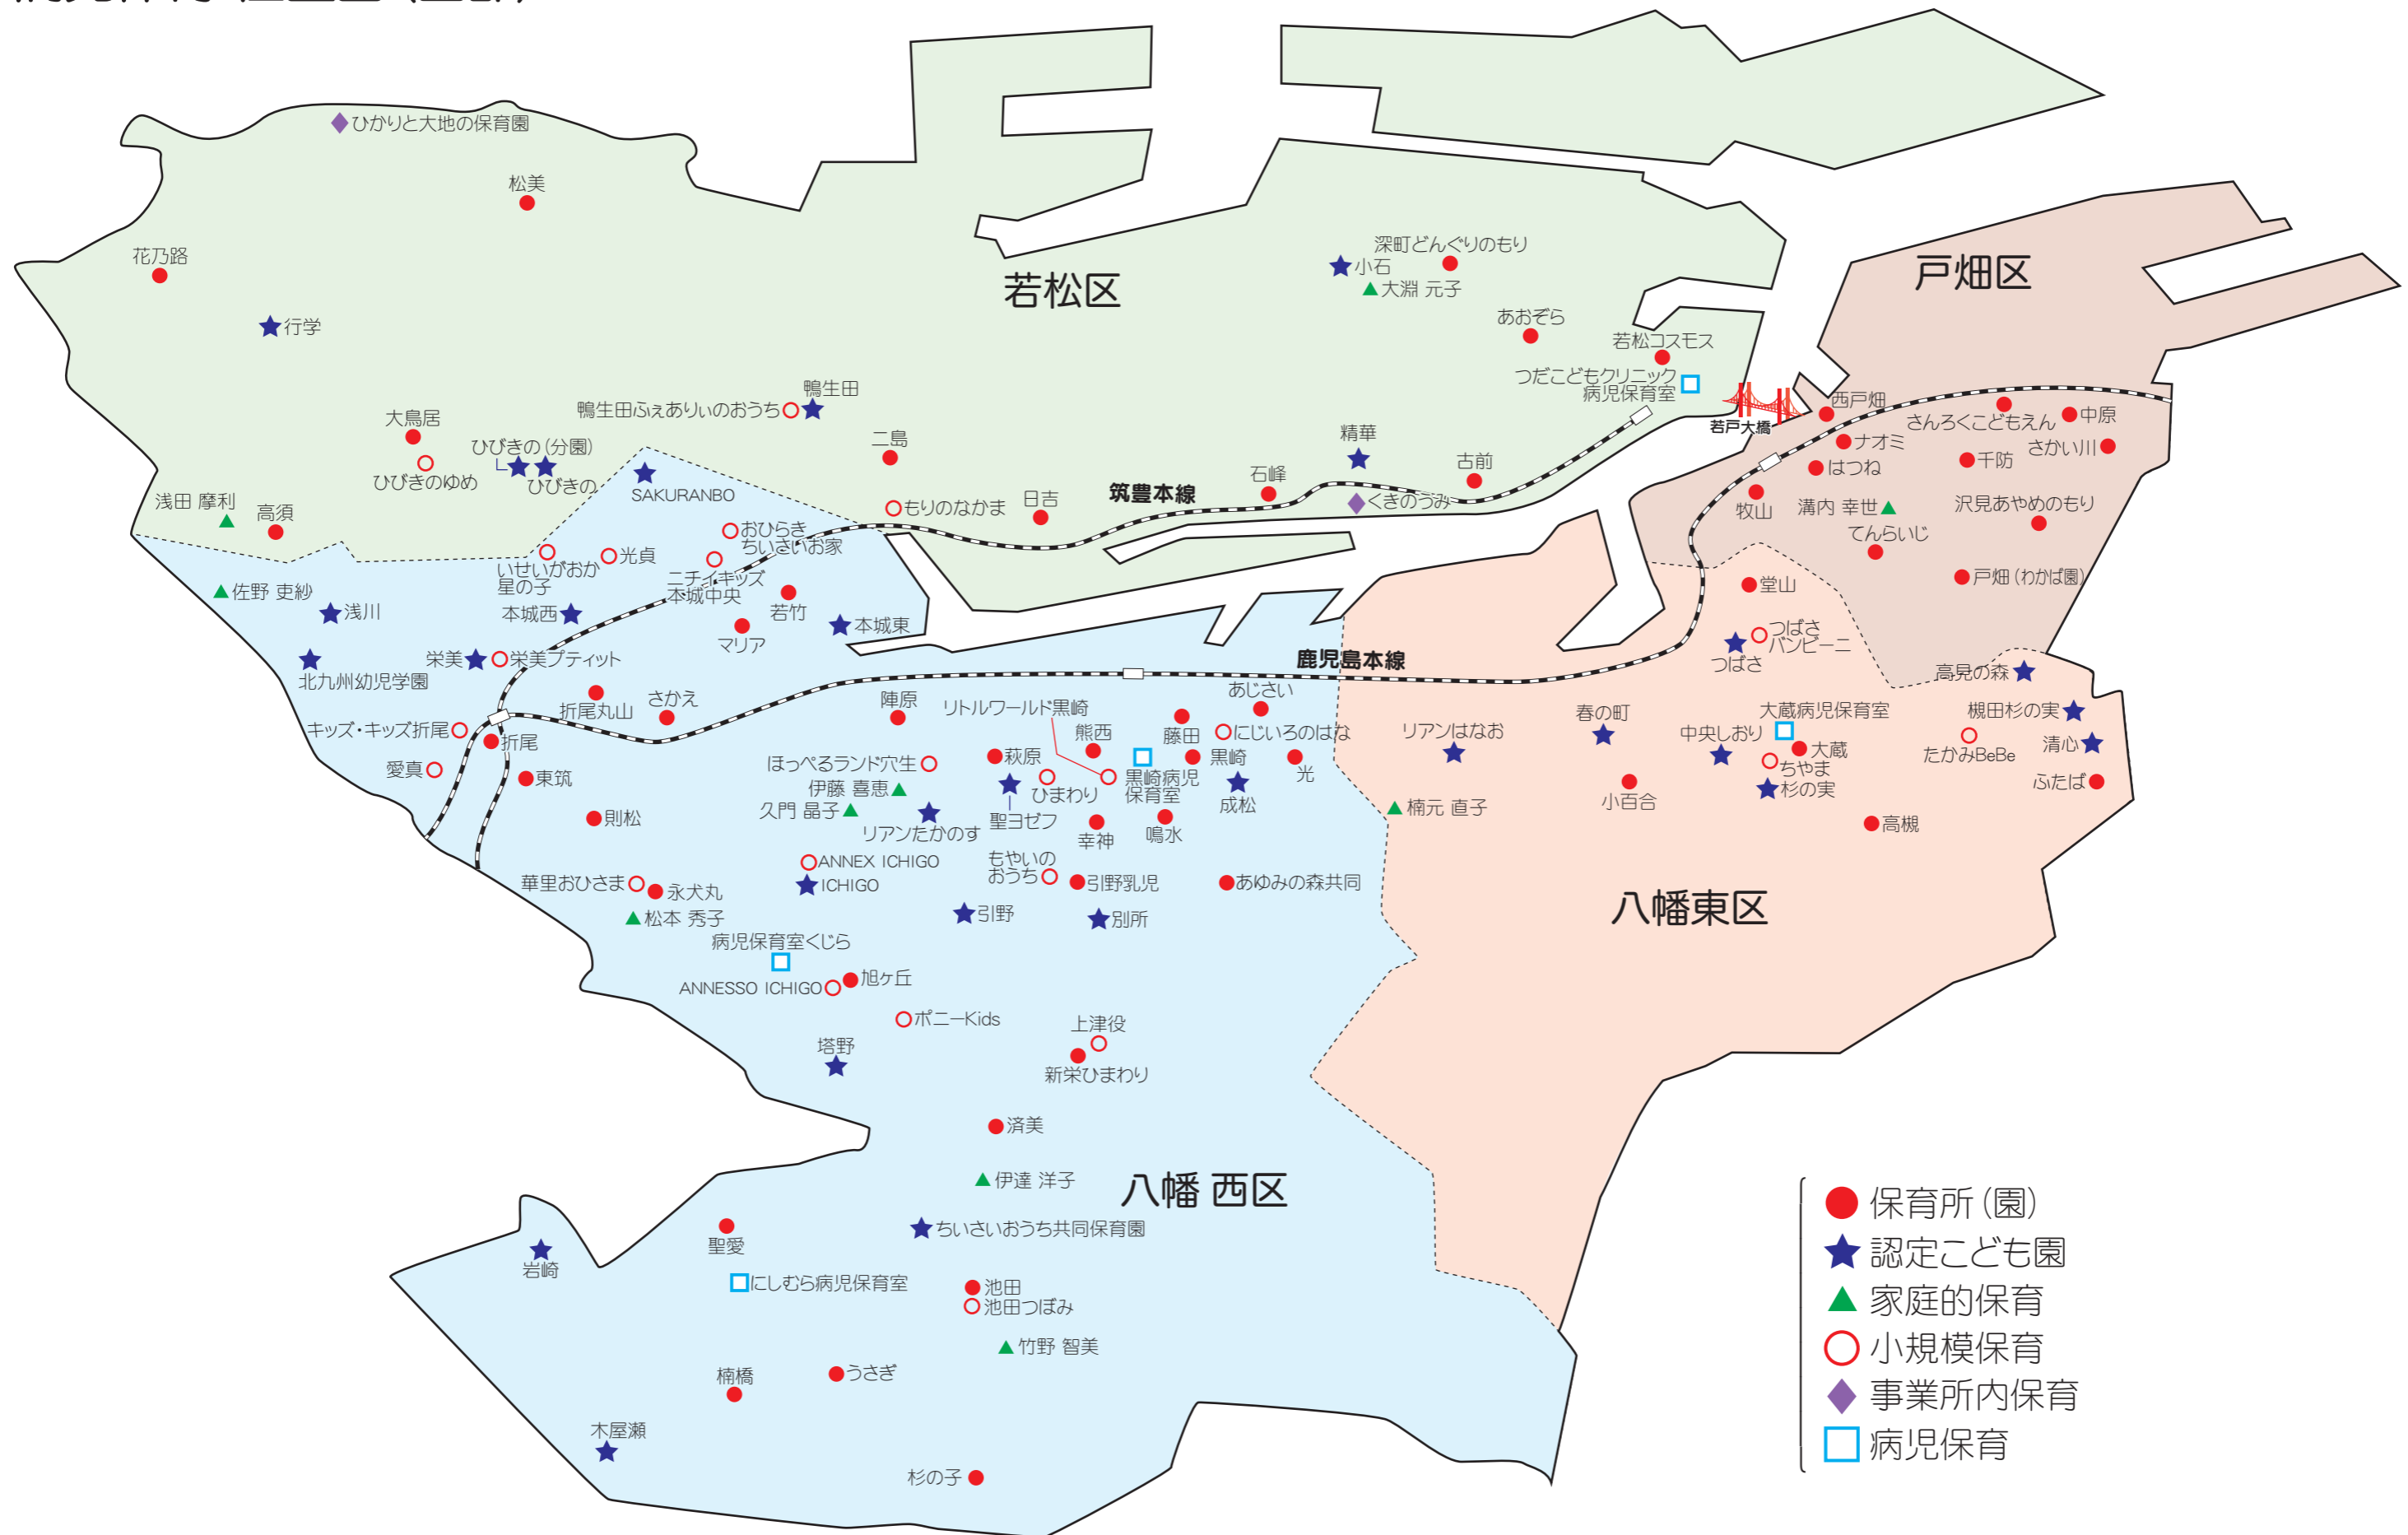 ひかりと大地の保育園
松美
花乃路
行学
若松区
深町どんぐりのもり
小石
大淵 元子
あおぞら
若松コスモス
つだこどもクリニック
病児保育室
戸畑区
鴨生田
鴨生田ふぇありぃのおうち
大鳥居
ひびきの(分園)
ひびきのゆめ
ひびきの
SAKURANBO
二島
もりのなかま
日吉
筑豊本線
石峰
精華
くきのうみ
古前
浅田 摩利
高須
若戸大橋
西戸畑
ナオミ
はつね
牧山
さんろくこどもえん
中原
さかい川
千防
溝内 幸世
てんらいじ
沢見あやめのもり
戸畑(わかば園)
おひらき
ちいさいお家
いせいがおか
星の子
光貞
ニチイキッズ
本城中央
若竹
マリア
本城東
佐野 吏紗
浅川
本城西
北九州幼児学園
栄美
栄美プティット
折尾丸山
さかえ
キッズ・キッズ折尾
折尾
愛真
東筑
則松
鹿児島本線
陣原
リトルワールド黒崎
あじさい
熊西
藤田
にじいろのはな
萩原
黒崎
光
ほっぺるランド穴生
伊藤 喜恵
久門 晶子
リアンたかのす
聖ヨゼフ
ひまわり
黒崎病児
保育室
成松
幸神
鳴水
ANNEX ICHIGO
ICHIGO
もやいの
おうち
引野乳児
あゆみの森共同
引野
別所
華里おひさま
永犬丸
松本 秀子
病児保育室くじら
ANNESSO ICHIGO
旭ヶ丘
ポニーKids
塔野
上津役
新栄ひまわり
済美
伊達 洋子
八幡 西区
ちいさいおうち共同保育園
聖愛
岩崎
にしむら病児保育室
池田
池田つぼみ
竹野 智美
うさぎ
楠橋
木屋瀬
杉の子
堂山
つばさ
バンビーニ
つばさ
高見の森
槻田杉の実
たかみBeBe
清心
ふたば
リアンはなお
春の町
大蔵病児保育室
中央しおり
大蔵
ちやま
杉の実
小百合
楠元 直子
高槻
八幡東区
保育所(園)
認定こども園
家庭的保育
小規模保育
事業所内保育
病児保育